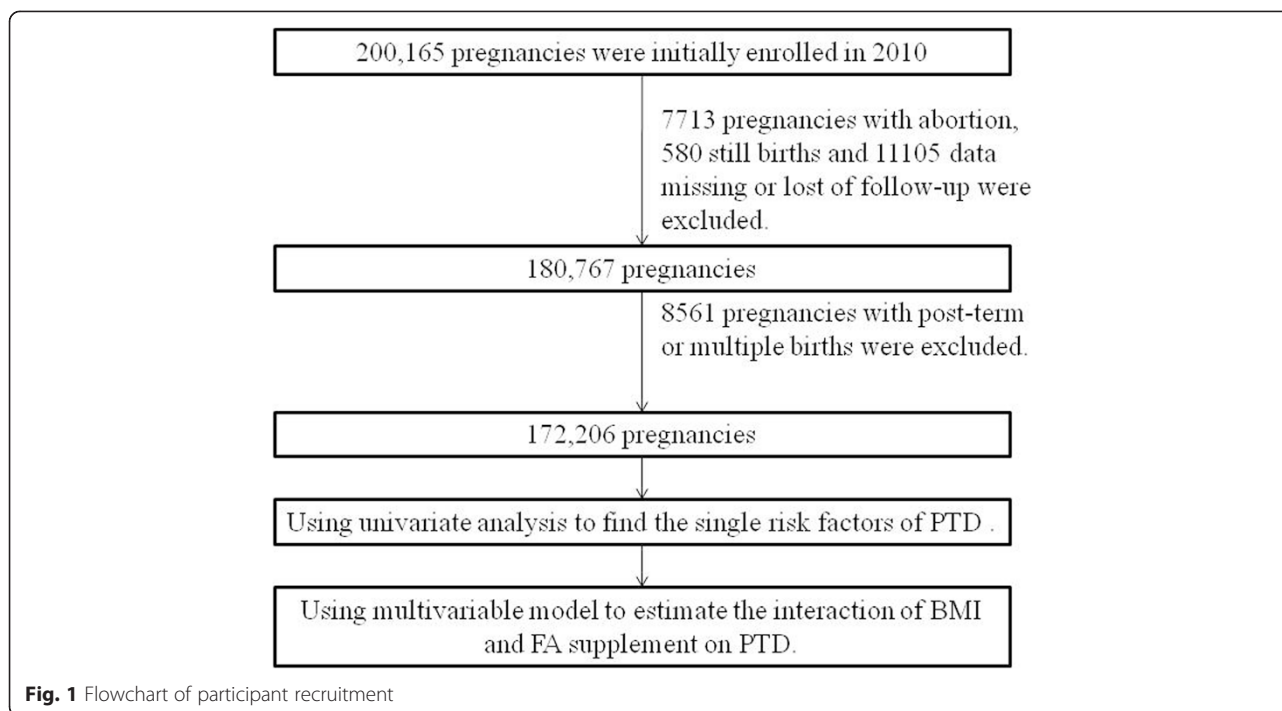 200,165 pregnancies were initially enrolled in 2010
7713 pregnancies with abortion,
580 still births and 11105 data
missing or lost of follow-up were
excluded.
180,767 pregnancies
8561 pregnancies with post-term
or multiple births were excluded.
172,206 pregnancies
Using univariate analysis to find the single risk factors of PTD .
Using multivariable model to estimate the interaction of BMI
and FA supplement on PTD.
Fig. 1 Flowchart of participant recruitment